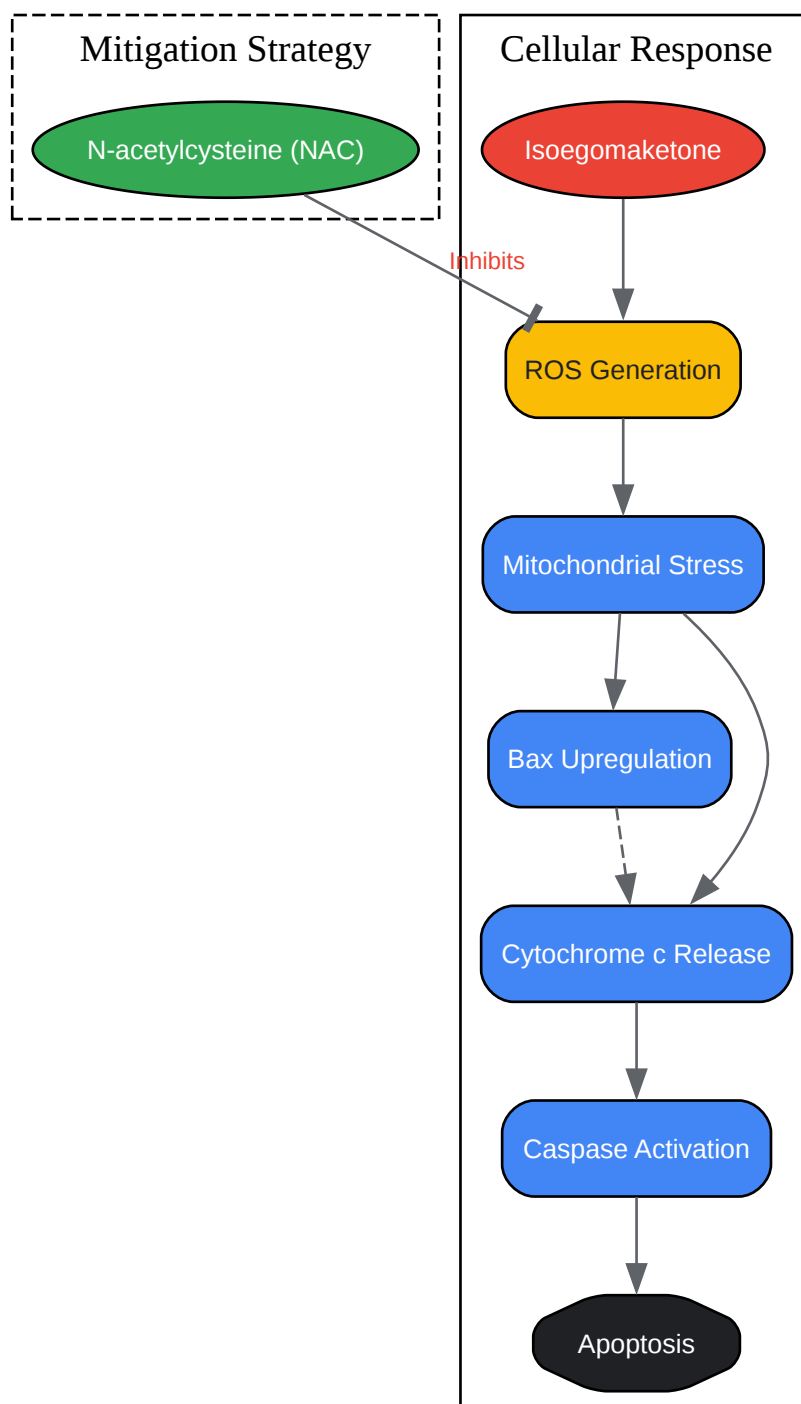 Mitigation Strategy
Cellular Response
N-acetylcysteine (NAC)
Isoegomaketone
Inhibits
ROS Generation
Mitochondrial Stress
Bax Upregulation
Cytochrome c Release
Caspase Activation
Apoptosis